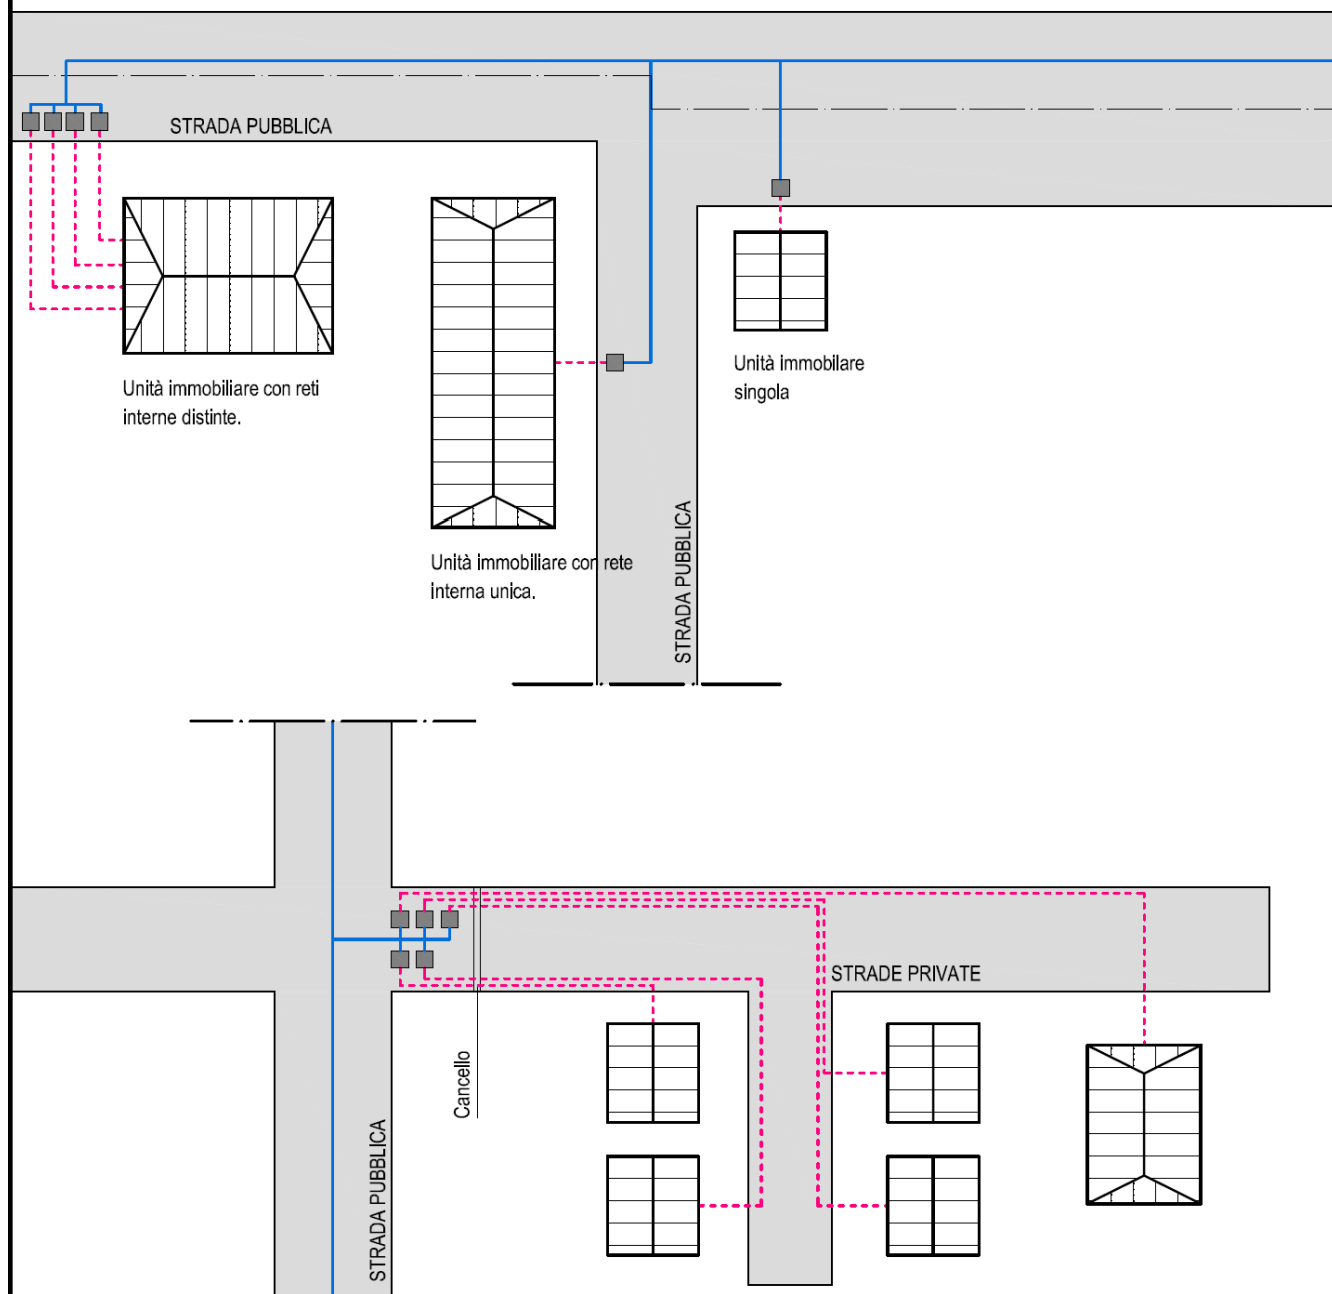 STRADA PUBBLICA
Unità immobiliare con reti
interne distinte.
Unità immobiliare con rete
interna unica.
Unità immobilare
singola
STRADA PUBBLICA
STRADE PRIVATE
Cancello
STRADA PUBBLICA